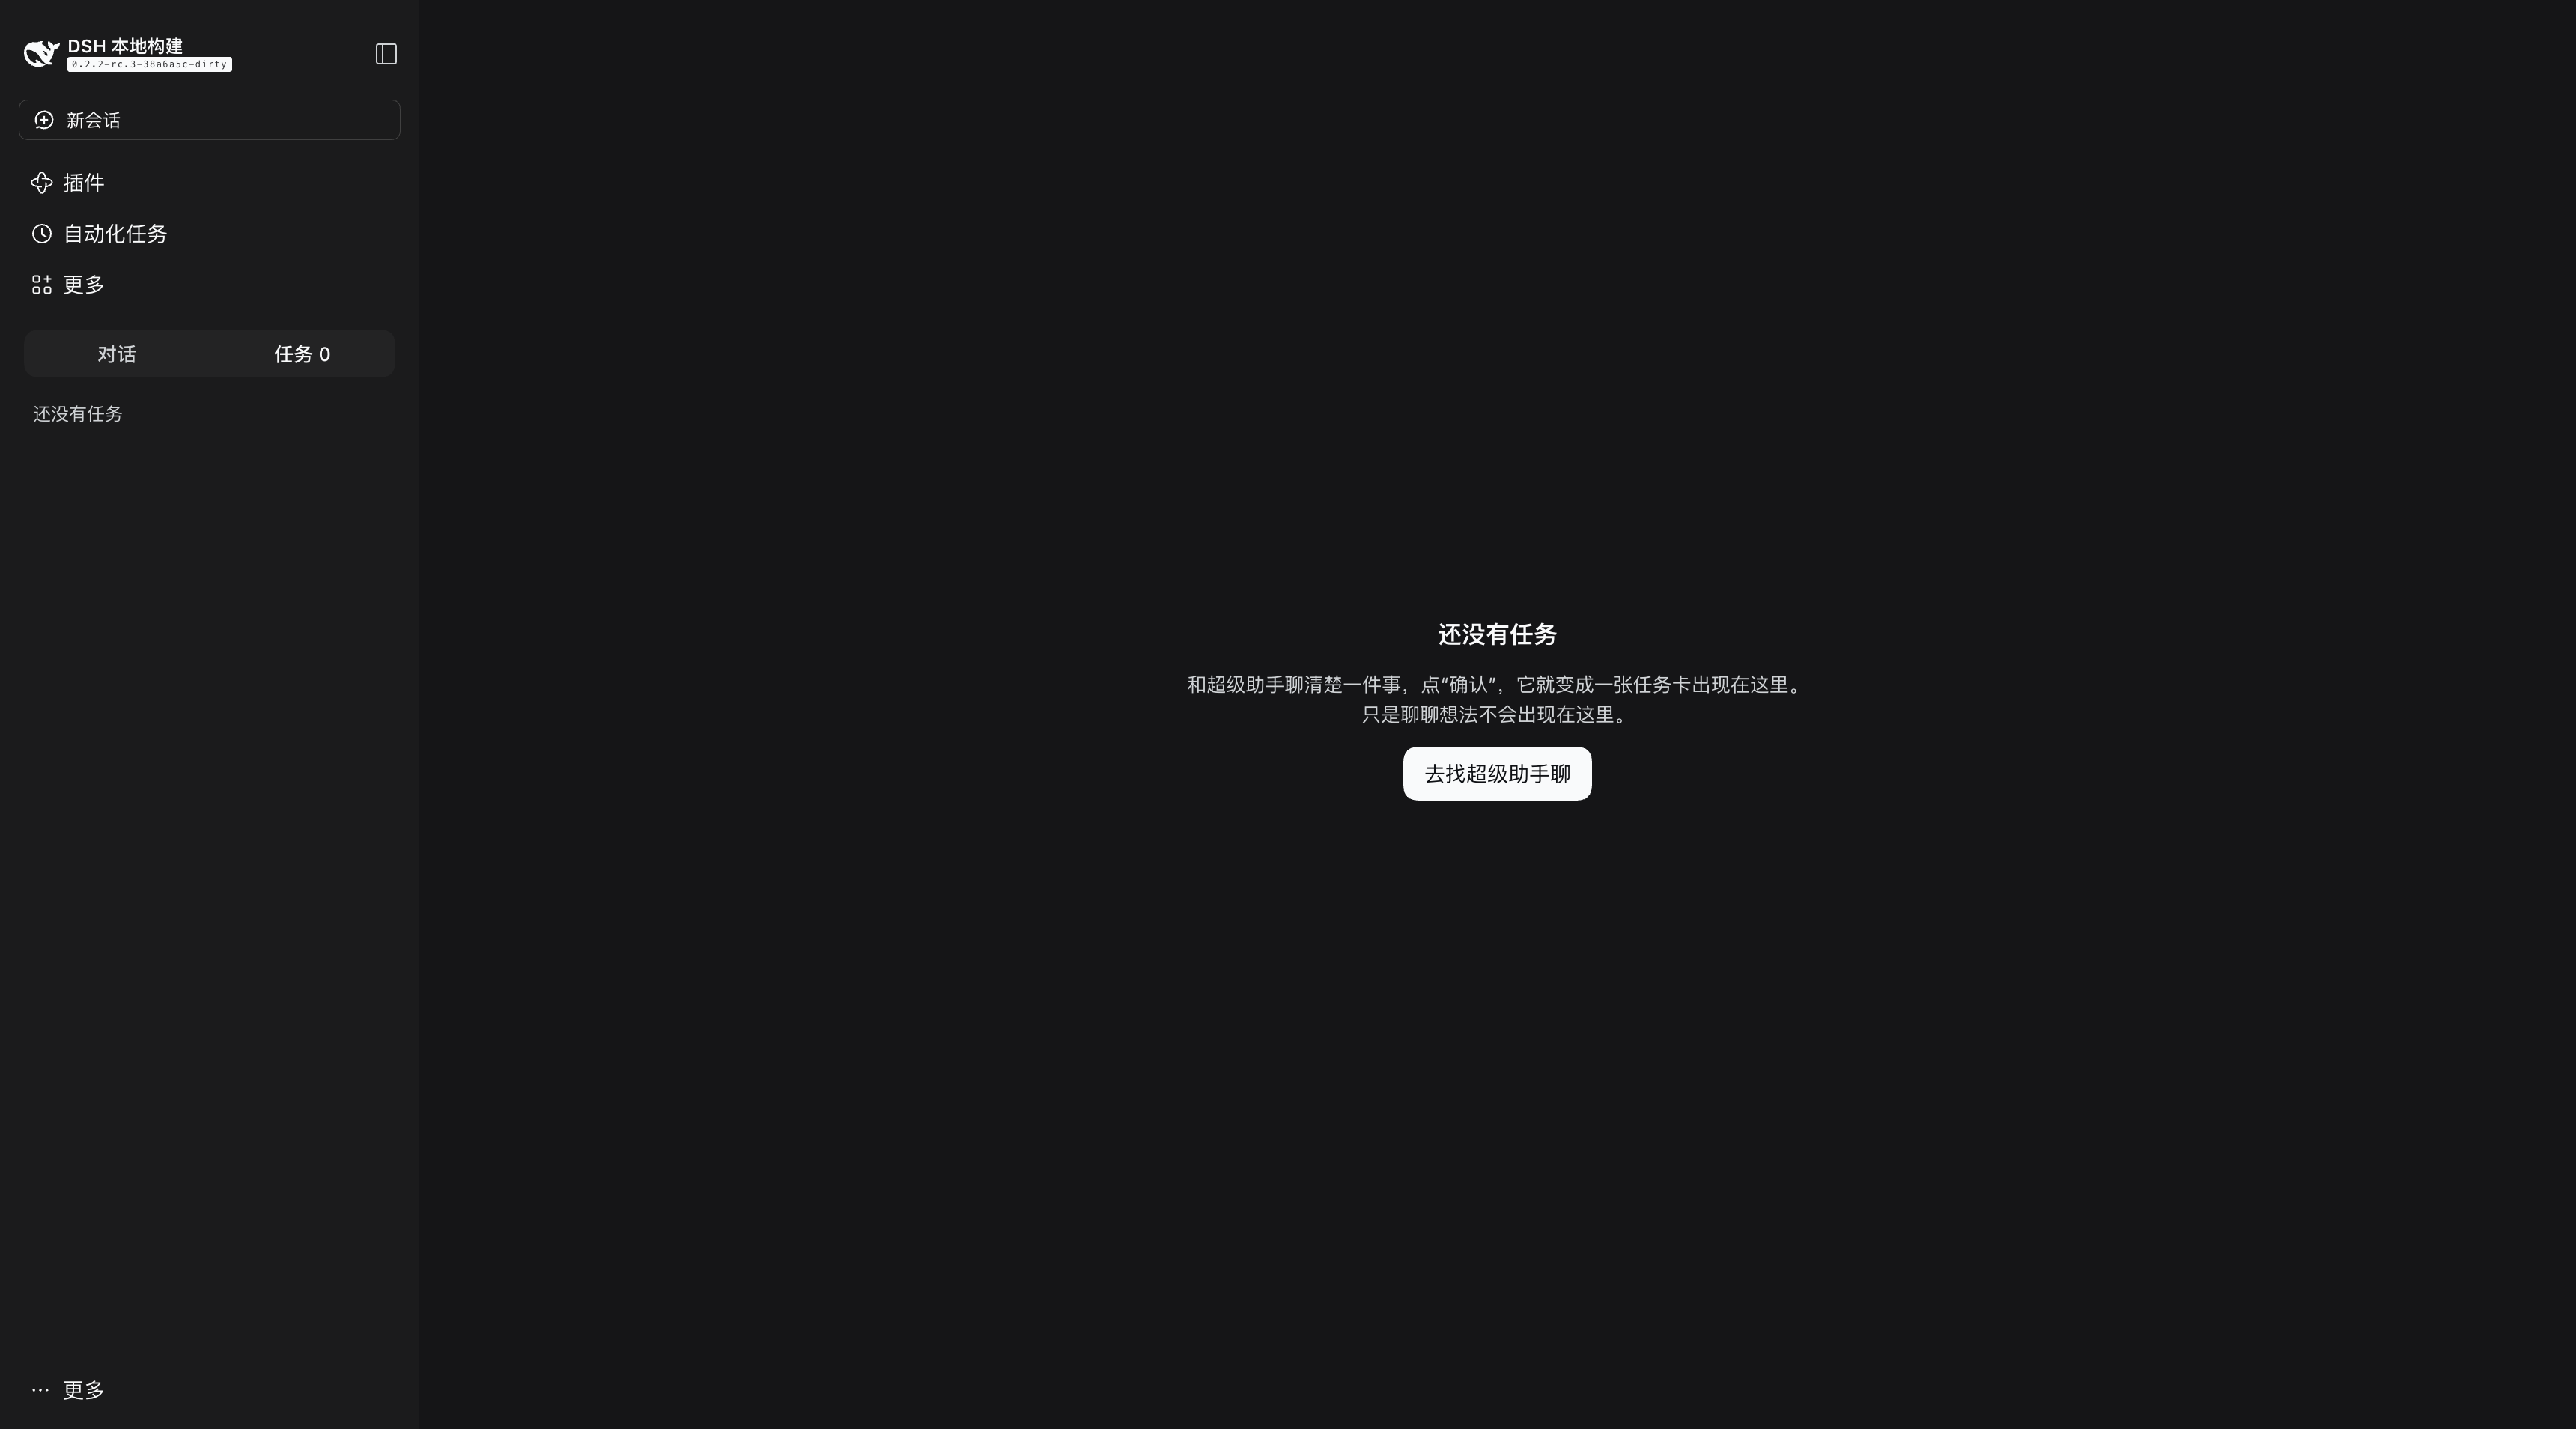 DSH 本地构建
0.2.2-rc.3-38a6a5c-dirty
新会话
插件
自动化任务
更多
对话
任务 0
还没有任务
还没有任务
和超级助手聊清楚一件事，点“确认”，它就变成一张任务卡出现在这里。
只是聊聊想法不会出现在这里。
去找超级助手聊
更多